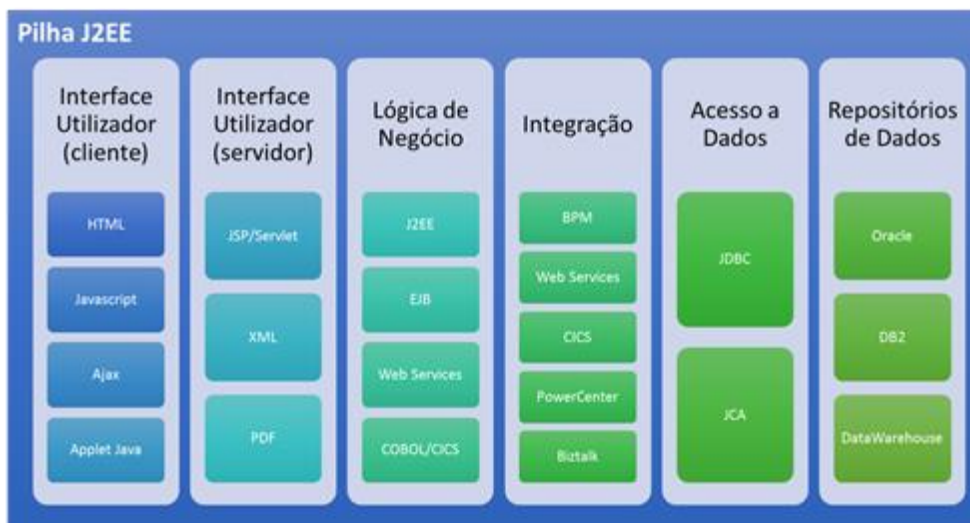 Pilha J2EE
Interface
Utilizador
(cliente)
HTML
Javascript
Ajax
Applet Java
Interface
Utilizador
(servidor)
JSP/Servlet
XML
PDF
Lógica de
Negócio
J2EE
EJB
Web Services
COBOL/CICS
Integração
BPM
Web Services
CICS
PowerCenter
Biztalk
Acesso a
Dados
JDBC
JCA
Repositórios
de Dados
Oracle
DB2
DataWarehouse